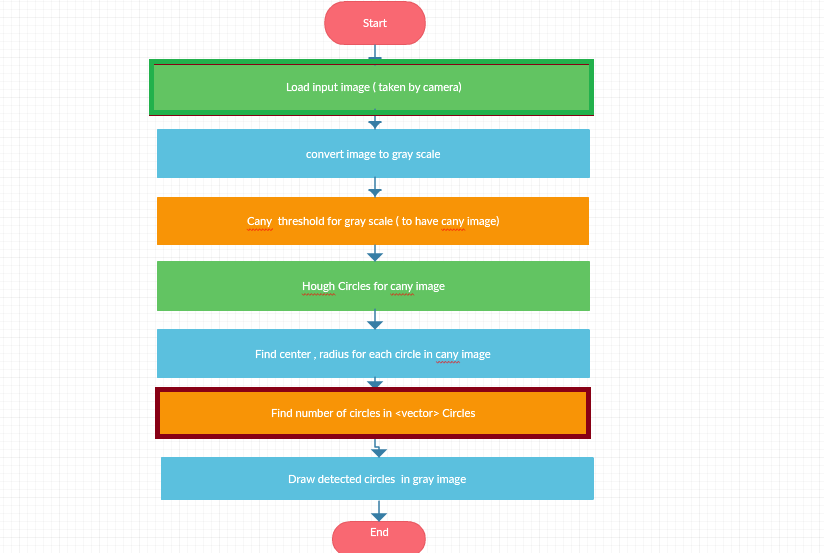 Start
Load input image ( taken by camera)
convert image to gray scale
Cany threshold for gray scale ( to have cany image)
Hough Circles for cany image
Find center , radius for each circle in cany image
Find number of circles in <vector> Circles
Draw detected circles in gray image
End